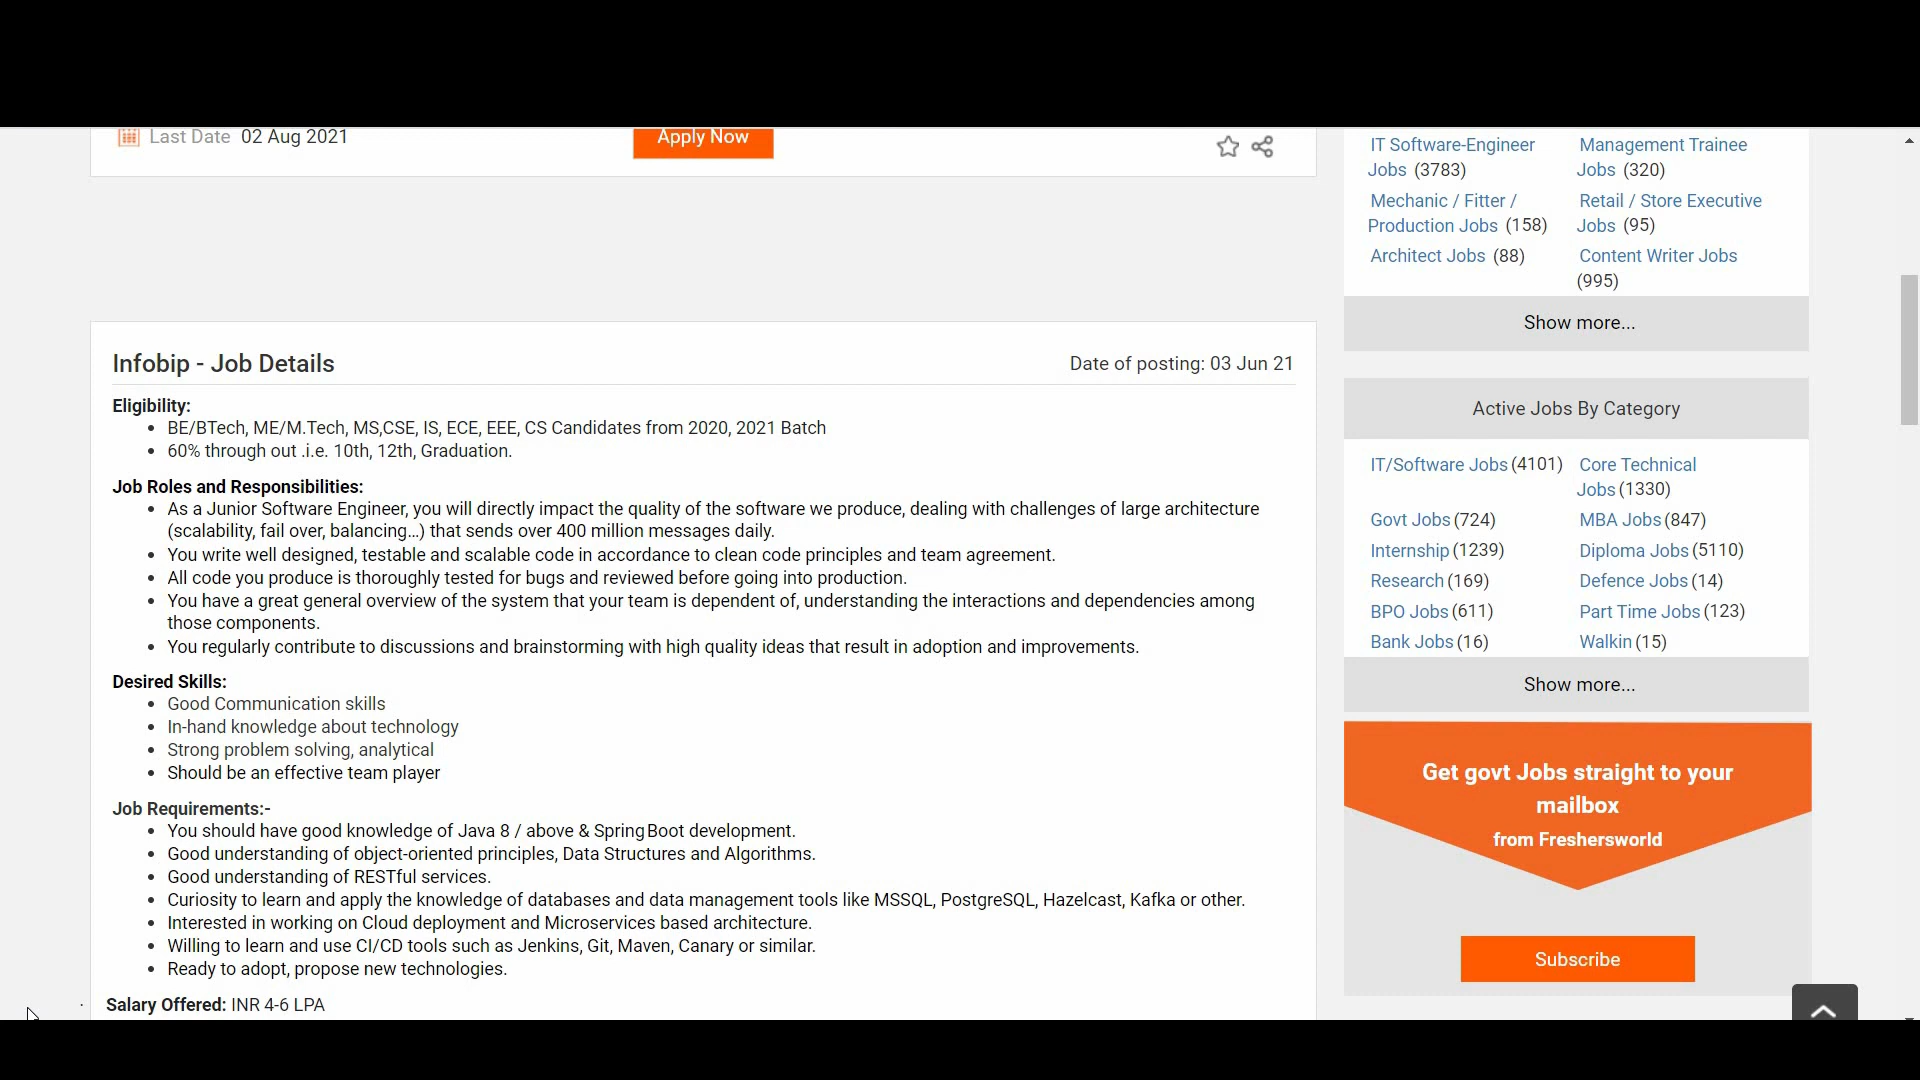 Last Date 02 Aug 2021
Apply Now
Infobip - Job Details
Date of posting: 03 Jun 21
Eligibility:
BE/BTech, ME/M.Tech, MS,CSE, IS, ECE, EEE, CS Candidates from 2020, 2021 Batch
60% through out .i.e. 10th, 12th, Graduation.
Job Roles and Responsibilities:
As a Junior Software Engineer, you will directly impact the quality of the software we produce, dealing with challenges of large architecture
(scalability, fail over, balancing...) that sends over 400 million messages daily.
You write well designed, testable and scalable code in accordance to clean code principles and team agreement.
All code you produce is thoroughly tested for bugs and reviewed before going into production.
You have a great general overview of the system that your team is dependent of, understanding the interactions and dependencies among
those components.
You regularly contribute to discussions and brainstorming with high quality ideas that result in adoption and improvements.
Desired Skills:
Good Communication skills
In-hand knowledge about technology
Strong problem solving, analytical
Should be an effective team player
Job Requirements:-
You should have good knowledge of Java 8 / above & Spring Boot development.
Good understanding of object-oriented principles, Data Structures and Algorithms.
Good understanding of RESTful services.
Curiosity to learn and apply the knowledge of databases and data management tools like MSSQL, PostgreSQL, Hazelcast, Kafka or other.
Interested in working on Cloud deployment and Microservices based architecture.
Willing to learn and use CI/CD tools such as Jenkins, Git, Maven, Canary or similar.
Ready to adopt, propose new technologies.
Salary Offered: INR 4-6 LPA
IT Software-Engineer
Jobs (3783)
Management Trainee
Jobs (320)
Mechanic / Fitter /
Production Jobs (158)
Retail / Store Executive
Jobs (95)
Architect Jobs (88)
Content Writer Jobs
(995)
Show more...
Active Jobs By Category
IT/Software Jobs (4101)
Core Technical
Jobs (1330)
Govt Jobs (724)
MBA Jobs (847)
Internship (1239)
Diploma Jobs (5110)
Research (169)
Defence Jobs (14)
BPO Jobs (611)
Part Time Jobs (123)
Bank Jobs (16)
Walkin (15)
Show more...
Get govt Jobs straight to your
mailbox
from Freshersworld
Subscribe